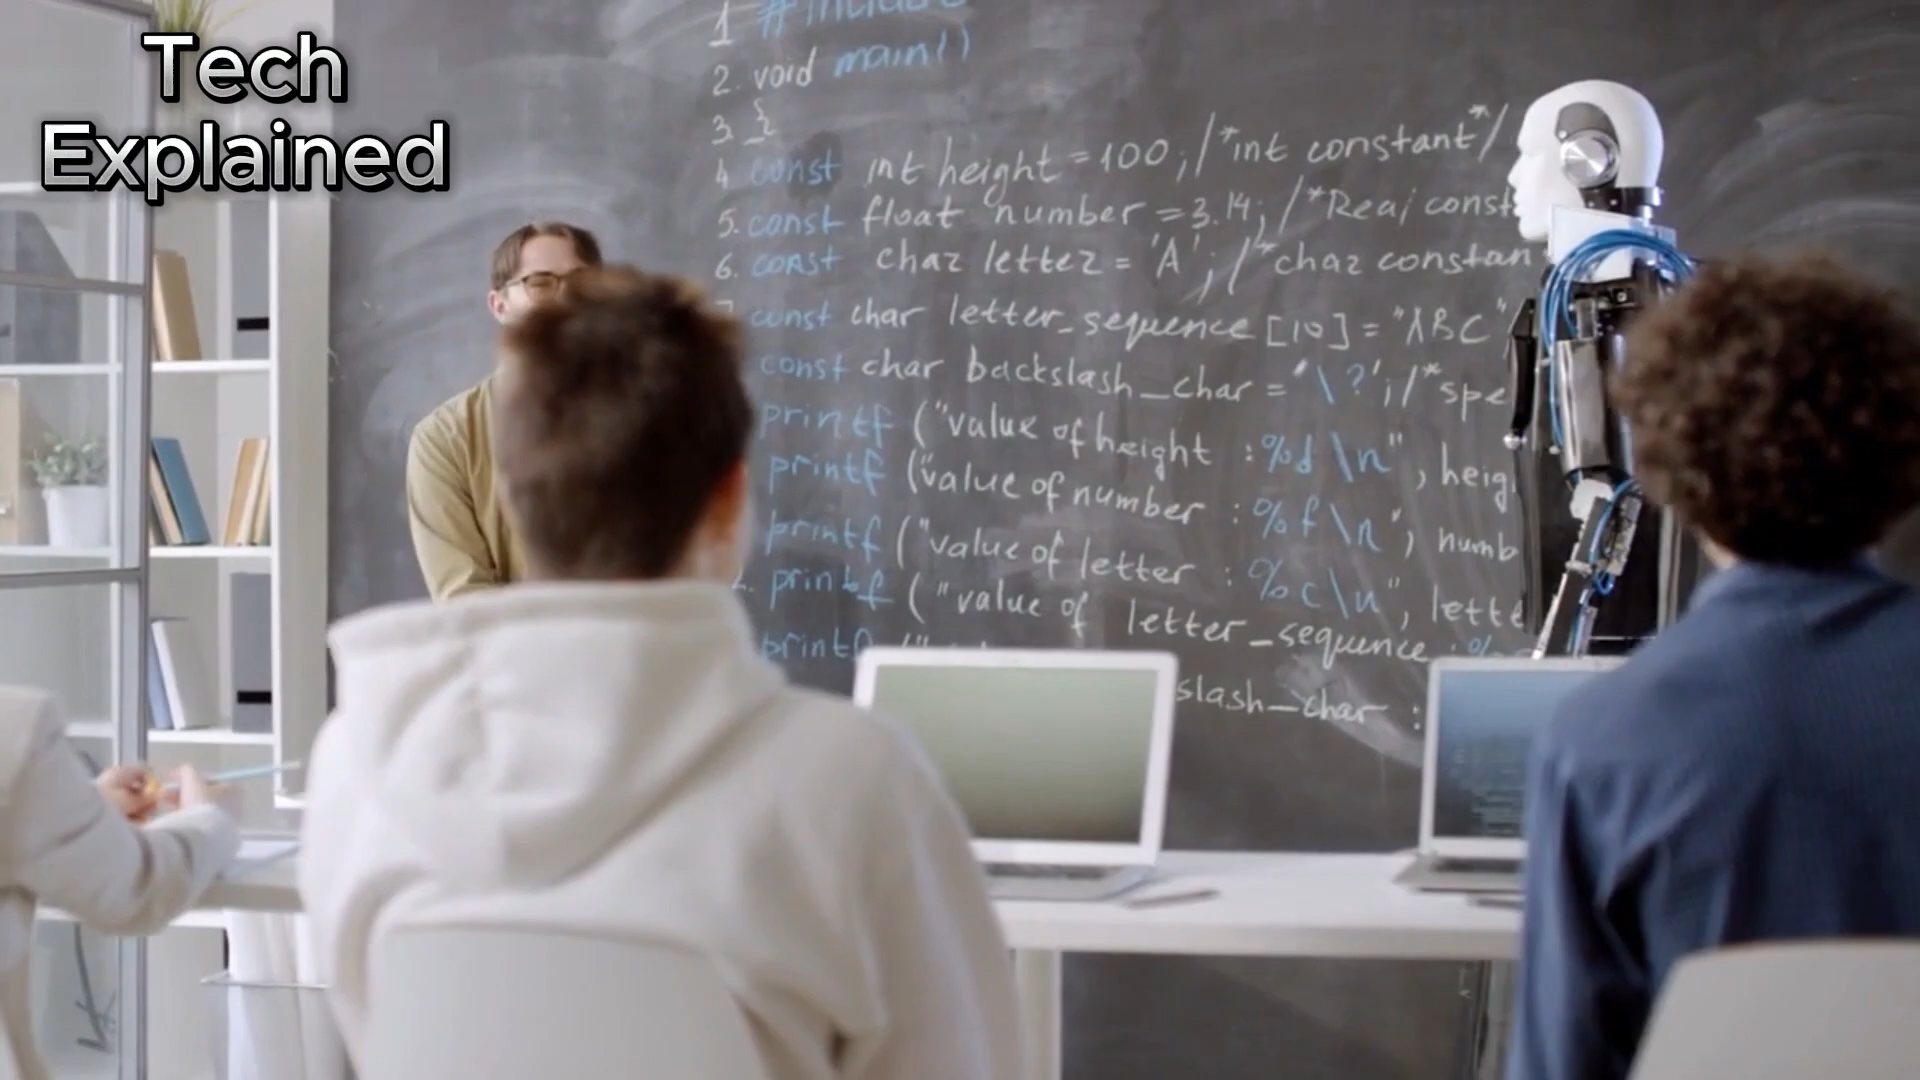 Tech
Explained
1 #include
2. void main()
3 {
4 const int height = 100; /*int constant*/
5. const float number = 3.14; /*Real const
6. const char letter = 'A'; /*char constan
7 const char letter_sequence [10] = "ABC"
const char backslash_char = '\?'; /*spe
printf ("value of height : %d \n", heig
printf ("value of number : %f \n", numb
printf ("value of letter : %c \n", lette
printf ("value of letter_sequence : %
printf ("
slash_char :